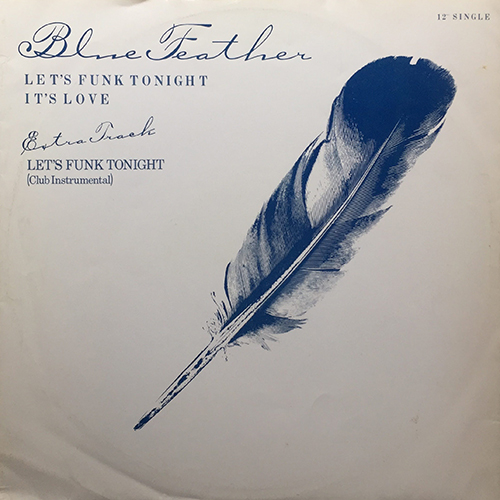 12" SINGLE
Blue Feather
LET'S FUNK TONIGHT
IT'S LOVE
Extra Track
LET'S FUNK TONIGHT
(Club Instrumental)